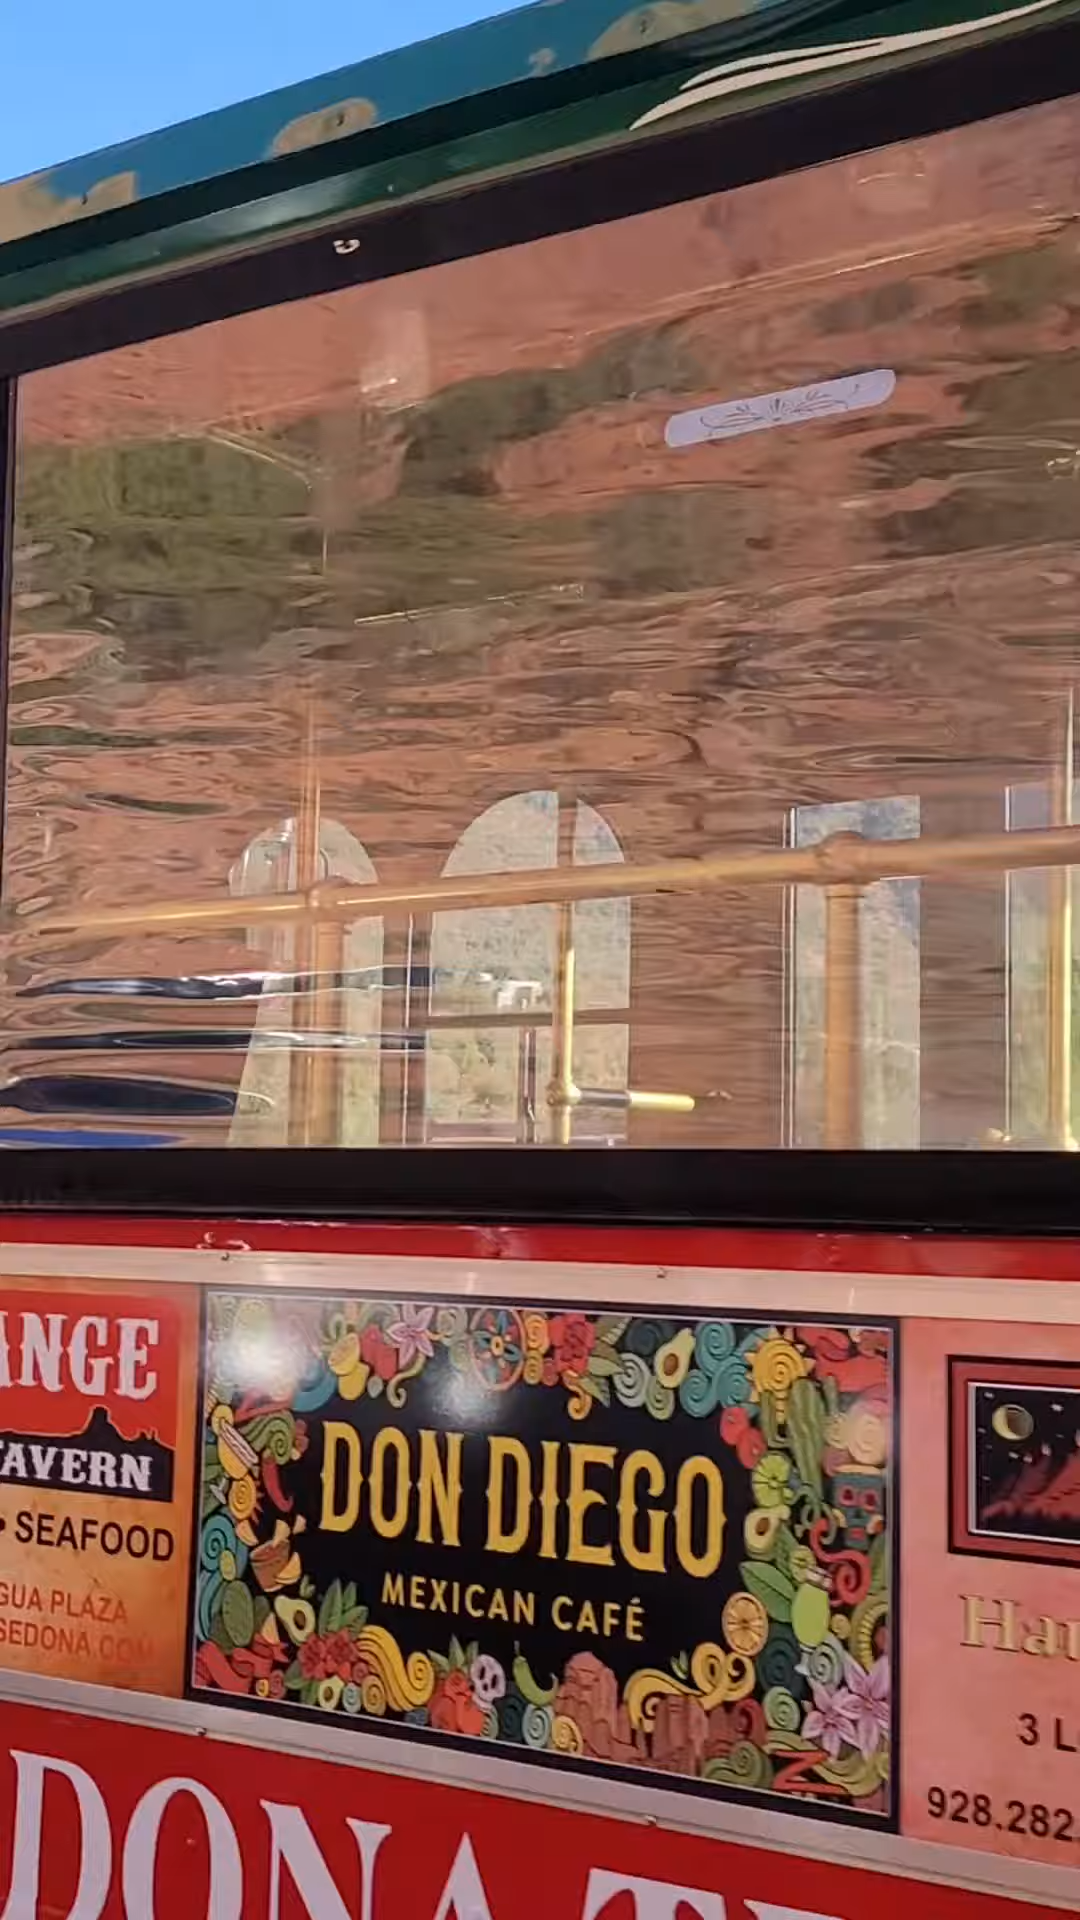 ANGE
TAVERN
• SEAFOOD
GUA PLAZA
SEDONA.COM
DON DIEGO
MEXICAN CAFÉ
3 L
928.282
DONA T